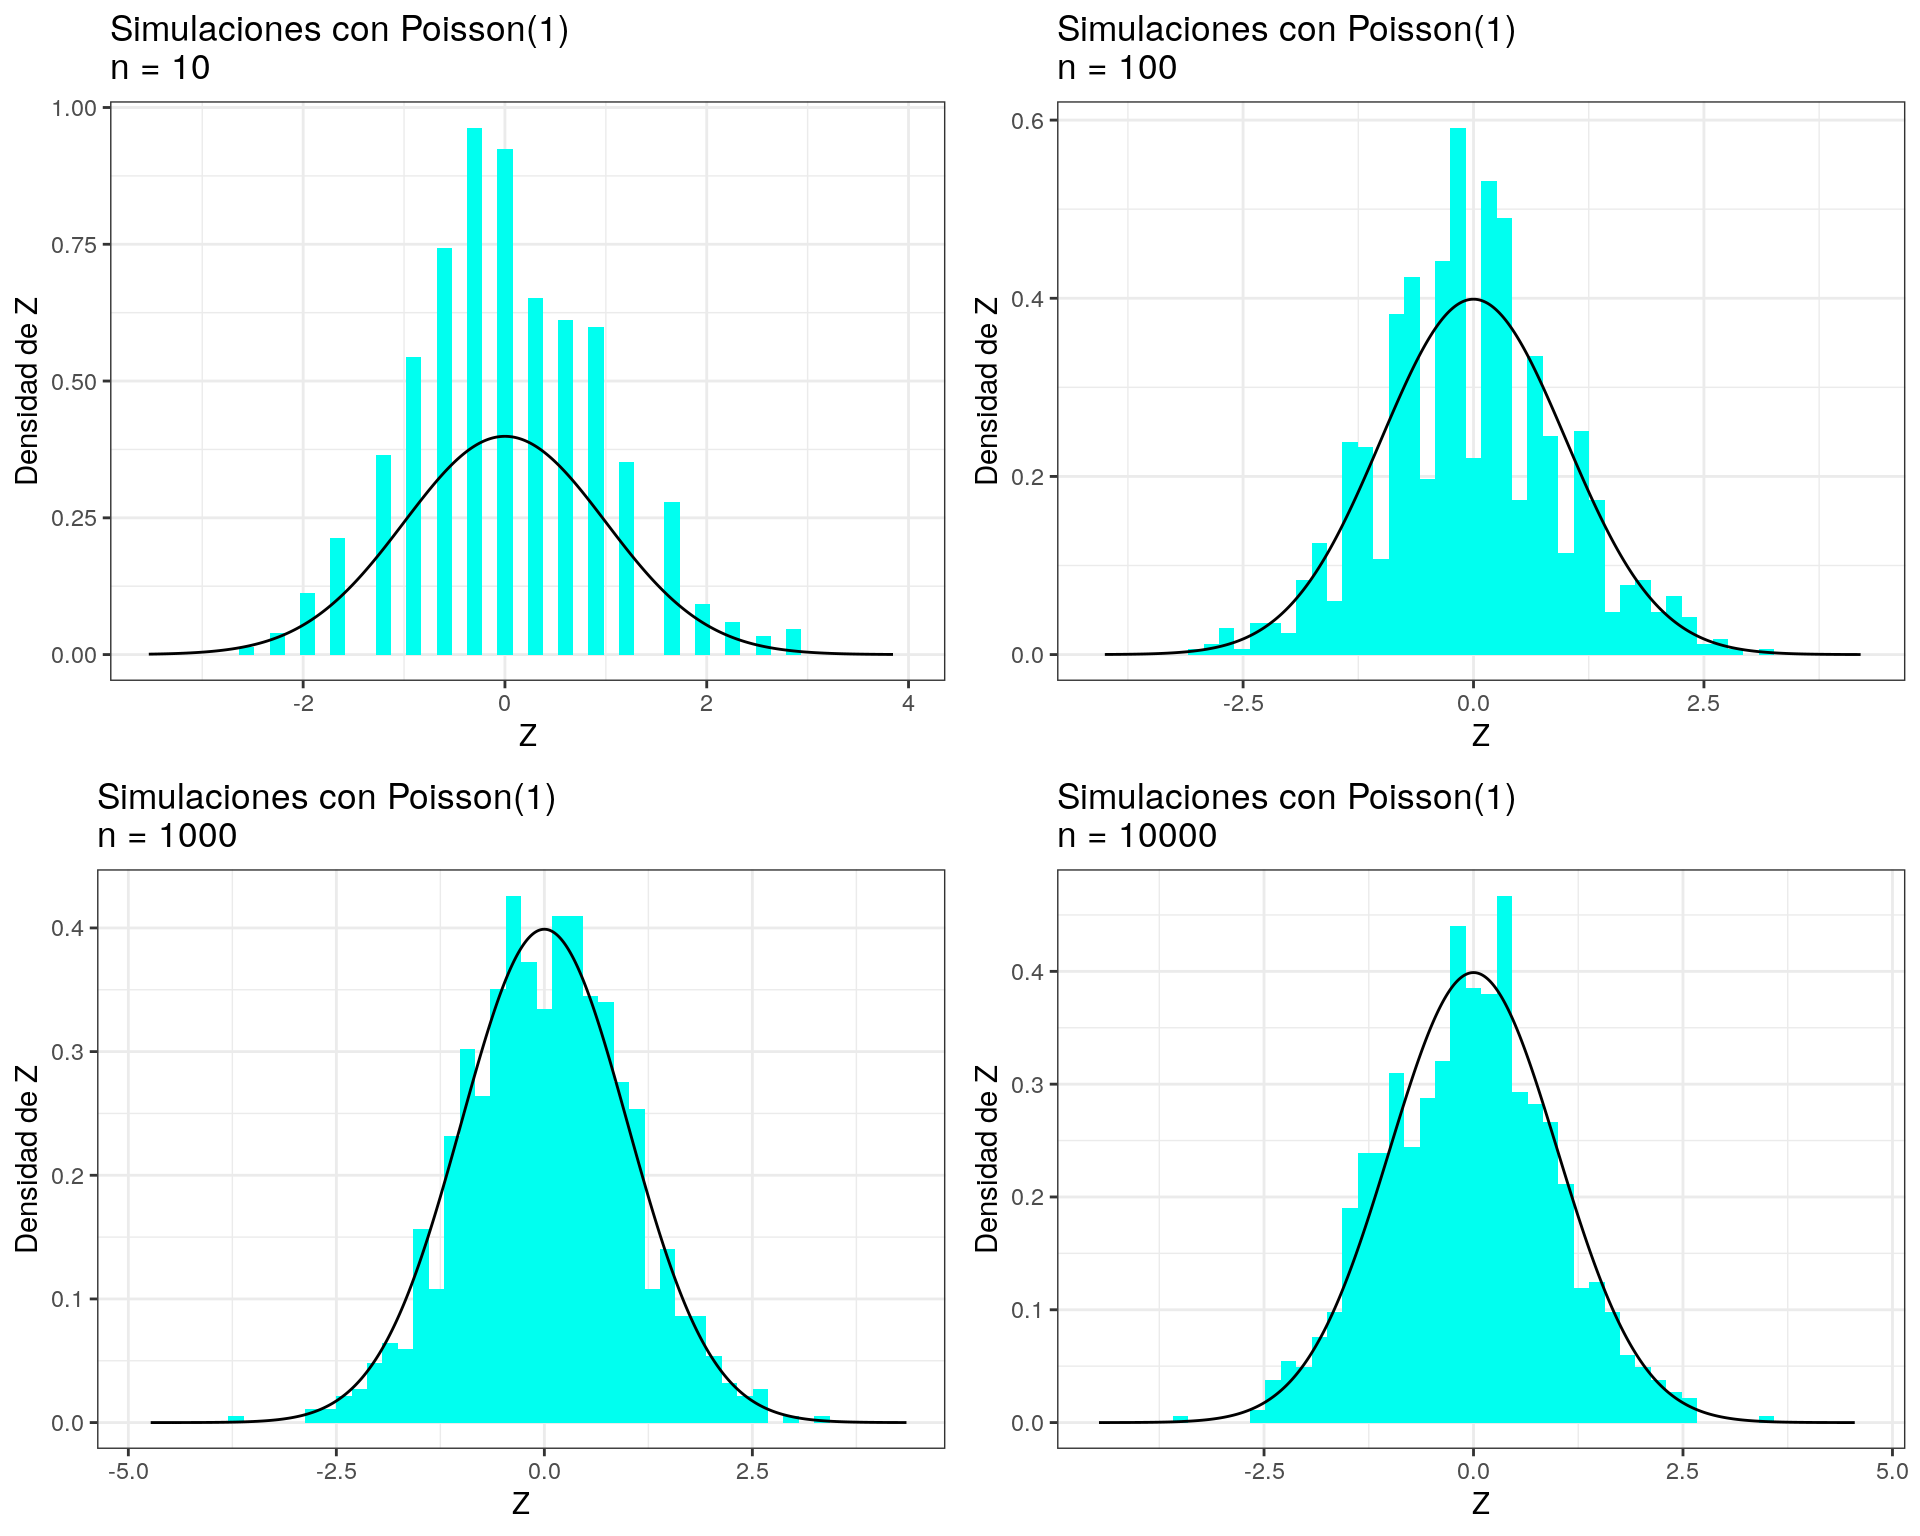 Simulaciones con Poisson(1)
n = 10
Densidad de Z
1.00
0.75
0.50
0.25
0.00
-2
0
2
4
Z
Simulaciones con Poisson(1)
n = 100
Densidad de Z
0.6
0.4
0.2
0.0
-2.5
0.0
2.5
Z
Simulaciones con Poisson(1)
n = 1000
Densidad de Z
0.4
0.3
0.2
0.1
0.0
-5.0
-2.5
0.0
2.5
Z
Simulaciones con Poisson(1)
n = 10000
Densidad de Z
0.4
0.3
0.2
0.1
0.0
-2.5
0.0
2.5
5.0
Z